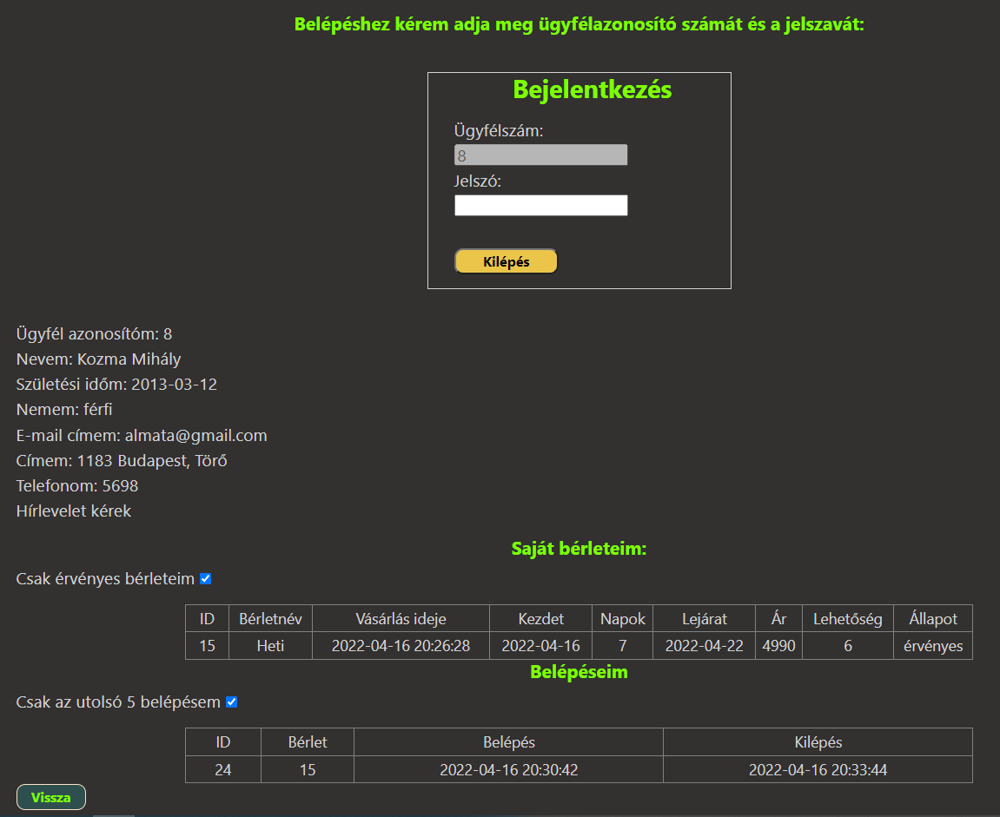 Belépéshez kérem adja meg ügyfélazonosító számát és a jelszavát:
Bejelentkezés
Ügyfélszám:
8
Jelszó:
Kilépés
Ügyfél azonosítóm: 8
Nevem: Kozma Mihály
Születési időm: 2013-03-12
Nemem: férfi
E-mail címem: almata@gmail.com
Címem: 1183 Budapest, Törő
Telefonom: 5698
Hírlevelet kérek
Saját bérleteim:
Csak érvényes bérleteim
ID Bérletnév Vásárlás ideje Kezdet Napok Lejárat Ár Lehetőség Állapot
15 Heti 2022-04-16 20:26:28 2022-04-16 7 2022-04-22 4990 6 érvényes
Belépéseim
Csak az utolsó 5 belépésem
ID Bérlet Belépés Kilépés
24 15 2022-04-16 20:30:42 2022-04-16 20:33:44
Vissza